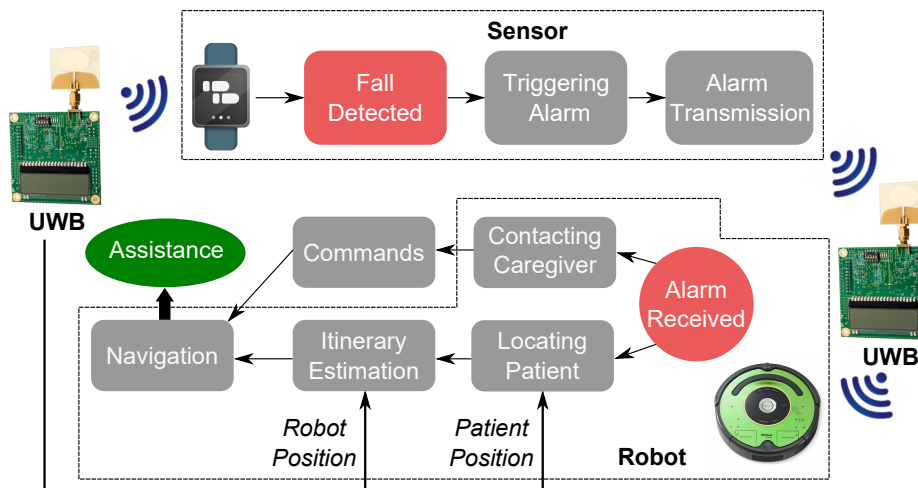 Sensor
Fall
Detected
Triggering
Alarm
Alarm
Transmission
UWB
Assistance
Commands
Contacting
Caregiver
Alarm
Received
Navigation
Itinerary
Estimation
Locating
Patient
UWB
Robot
Position
Patient
Position
Robot